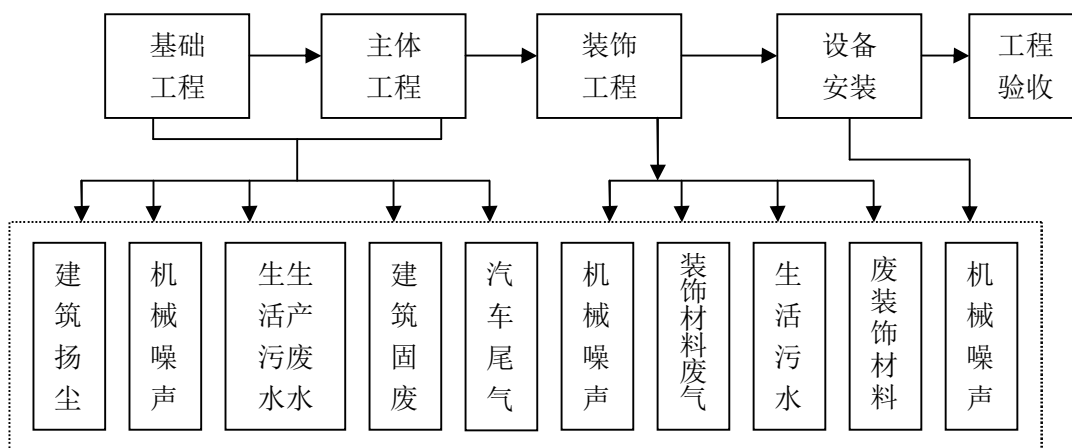 基础
工程
主体
工程
装饰
工程
设备
安装
工程
验收
建筑扬尘
机械噪声
生活污水
生产废水
建筑固废
汽车尾气
机械噪声
装饰材料废气
生活污水
废装饰材料
机械噪声